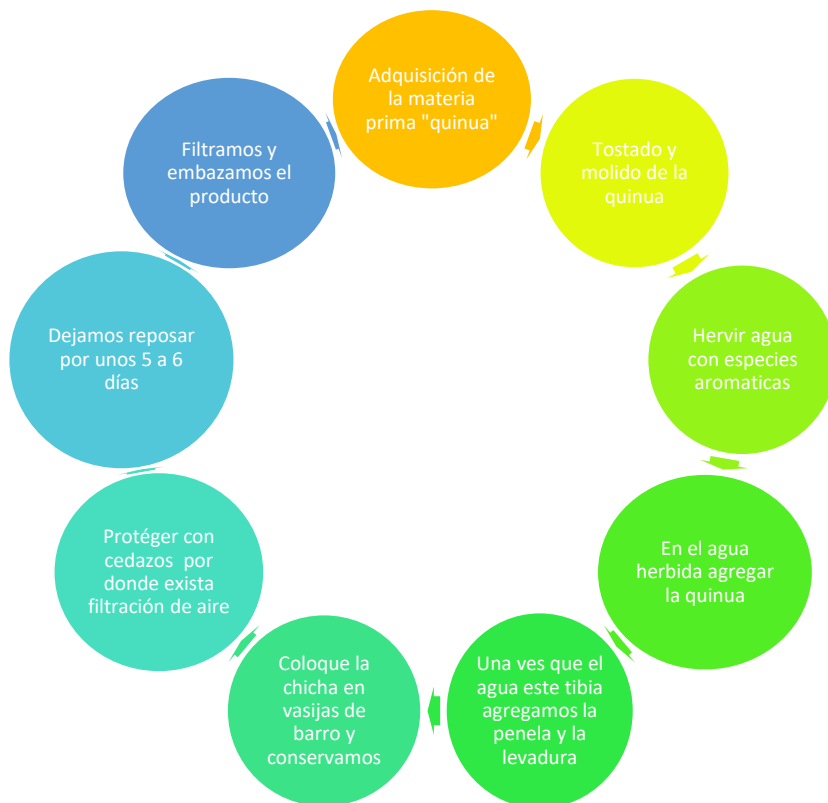 Adquisición de
la materia
prima "quinua"
Tostado y
molido de la
quinua
Hervir agua
con especies
aromaticas
En el agua
herbida agregar
la quinua
Una ves que el
agua este tibia
agregamos la
penela y la
levadura
Coloque la
chicha en
vasijas de
barro y
conservamos
Protéger con
cedazos por
donde exista
filtración de aire
Dejamos reposar
por unos 5 a 6
días
Filtramos y
embazamos el
producto